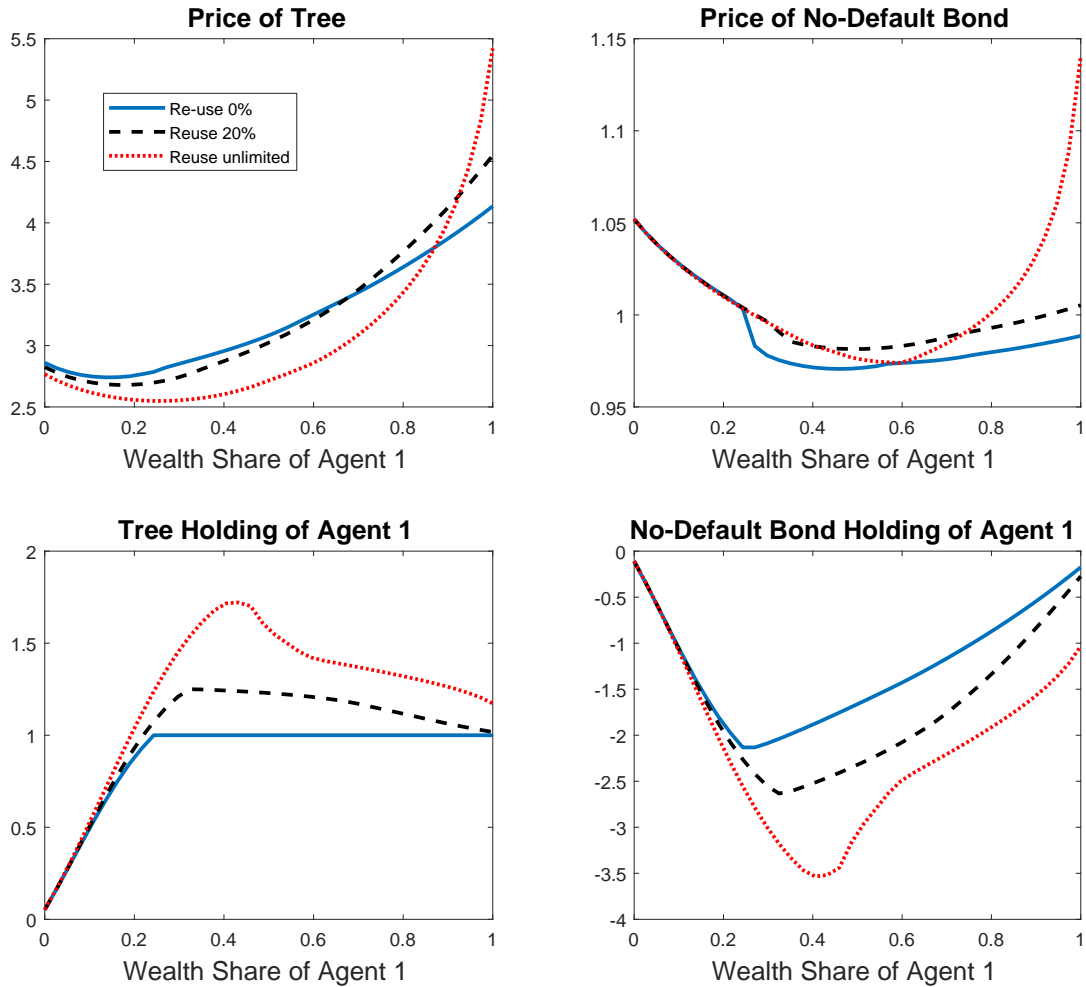 Price of Tree
5.5
5
4.5
4
3.5
3
2.5
Re-use 0%
Reuse 20%
Reuse unlimited
0 0.2 0.4 0.6 0.8 1
Wealth Share of Agent 1
Price of No-Default Bond
1.15
1.1
1.05
1
0.95
0 0.2 0.4 0.6 0.8 1
Wealth Share of Agent 1
Tree Holding of Agent 1
2
1.5
1
0.5
0
0 0.2 0.4 0.6 0.8 1
Wealth Share of Agent 1
No-Default Bond Holding of Agent 1
0
-0.5
-1
-1.5
-2
-2.5
-3
-3.5
-4
0 0.2 0.4 0.6 0.8 1
Wealth Share of Agent 1